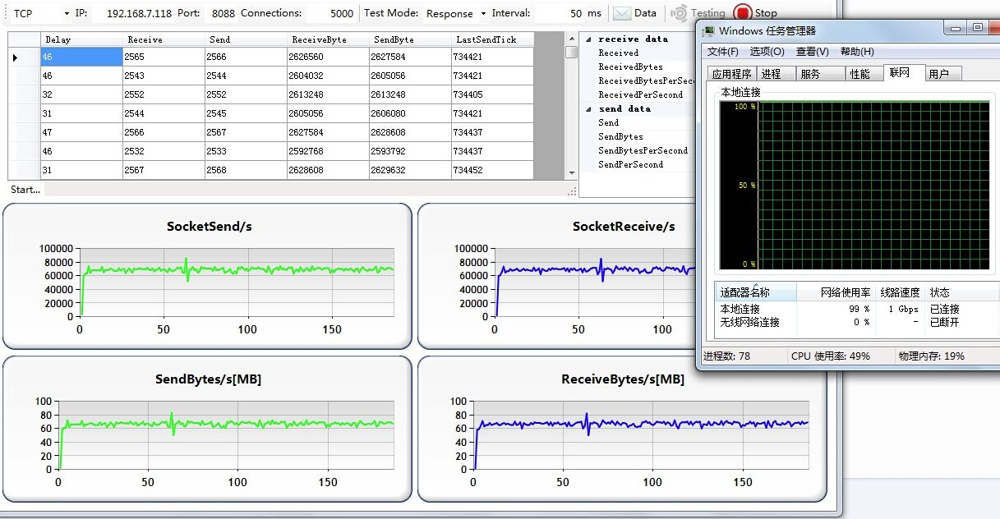 TCP IP: 192.168.7.118 Port: 8088 Connections: 5000 Test Mode: Response Interval: 50 ms Data Testing Stop
Delay Receive Send ReceiveByte SendByte LastSendTick
46 2565 2566 2626560 2627584 734421
46 2543 2544 2604032 2605056 734421
32 2552 2552 2613248 2613248 734405
31 2544 2545 2605056 2606080 734421
47 2566 2567 2627584 2628608 734437
46 2532 2533 2592768 2593792 734437
31 2567 2568 2628608 2629632 734452
Start...
receive data
Received
ReceivedBytes
ReceivedBytesPerSec
ReceivedPerSecond
send data
Send
SendBytes
SendBytesPerSecond
SendPerSecond
SocketSend/s
100000
80000
60000
40000
20000
0
0 50 100 150
SocketReceive/s
100000
80000
60000
40000
20000
0
0 50 100
SendBytes/s[MB]
100
80
60
40
20
0
0 50 100 150
ReceiveBytes/s[MB]
100
80
60
40
20
0
0 50 100 150
Windows 任务管理器
文件(F) 选项(O) 查看(V) 帮助(H)
应用程序 进程 服务 性能 联网 用户
本地连接
100 %
50 %
0 %
适配器名称 网络使用率 线路速度 状态
本地连接 99 % 1 Gbps 已连接
无线网络连接 0 % - 已断开
进程数: 78 CPU 使用率: 49% 物理内存: 19%